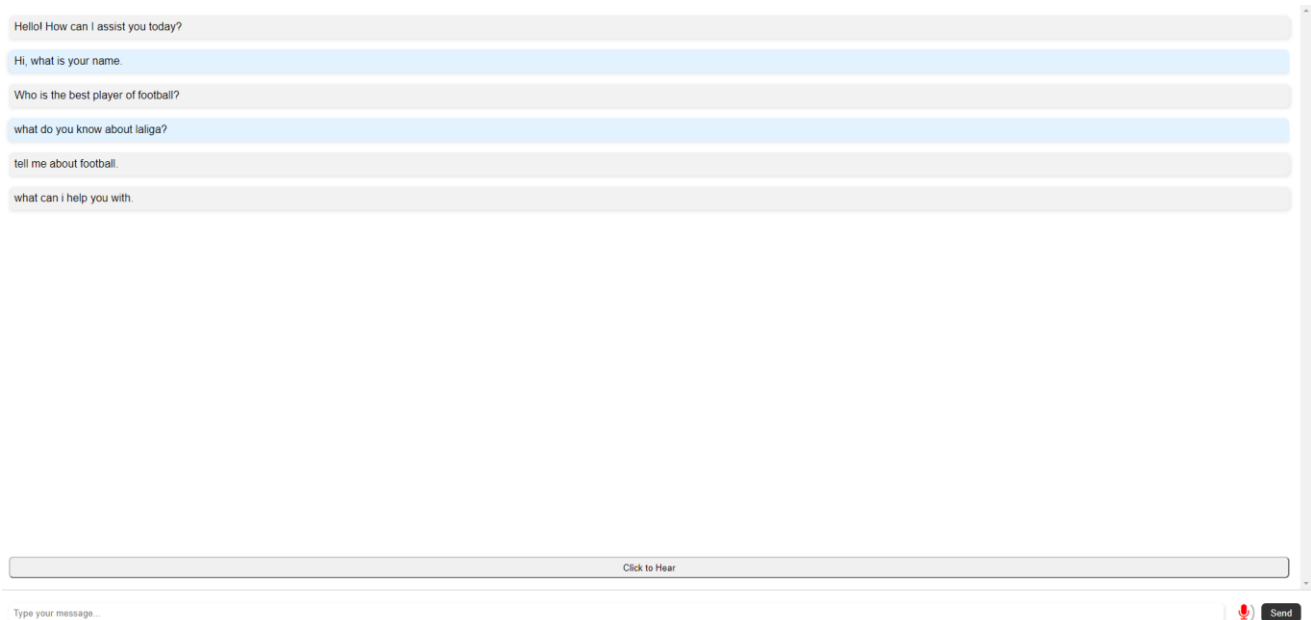 Hello! How can I assist you today?
Hi, what is your name.
Who is the best player of football?
what do you know about laliga?
tell me about football.
what can i help you with.
Click to Hear
Type your message...
Send